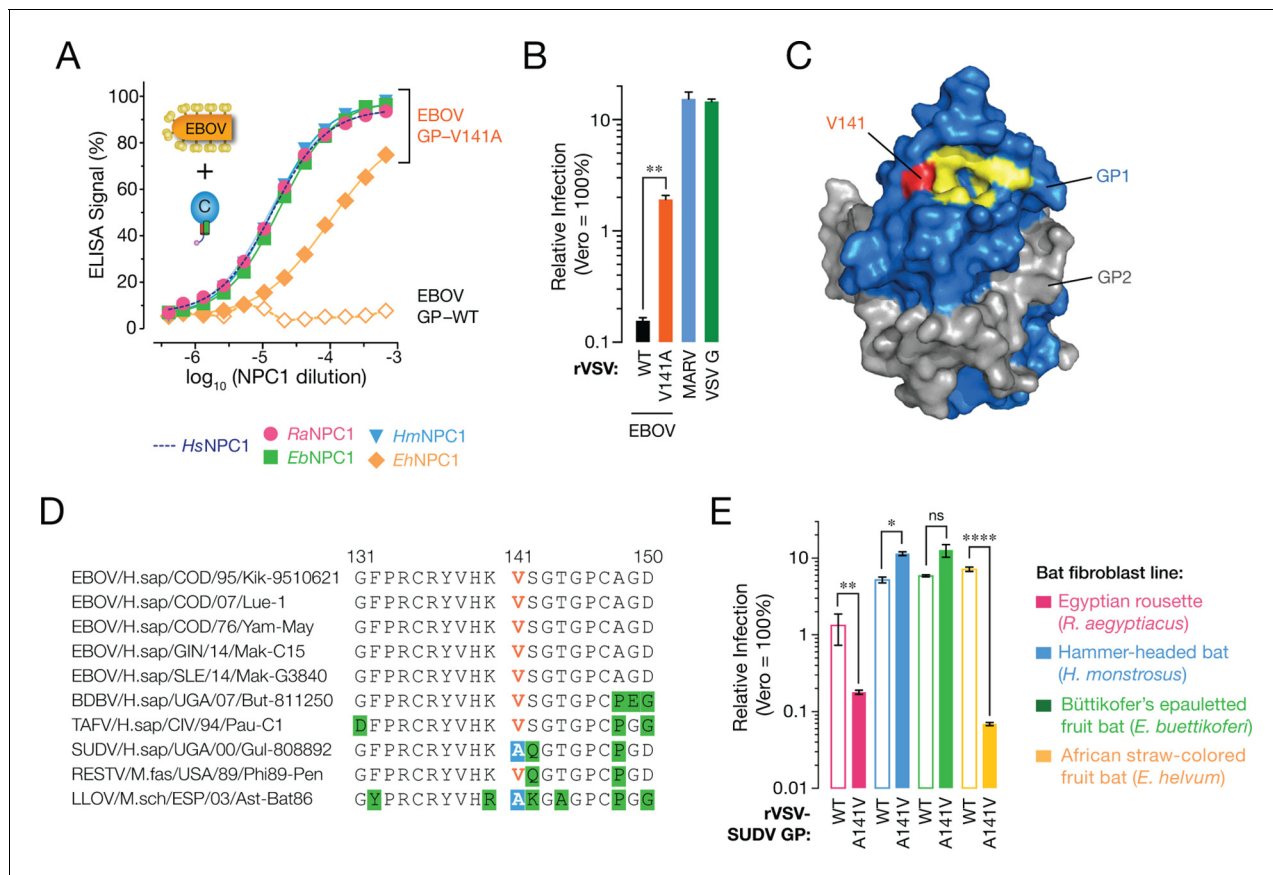 A
ELISA Signal (%)
100
80
60
40
20
0
EBOV
+
C
-6
-5
-4
-3
log10 (NPC1 dilution)
EBOV
GP–V141A
EBOV
GP–WT
HsNPC1
RaNPC1
HmNPC1
EbNPC1
EhNPC1
B
Relative Infection
(Vero = 100%)
10
1
0.1
**
rVSV:
WT
V141A
MARV
VSV G
EBOV
C
V141
GP1
GP2
D
131 141 150
EBOV/H.sap/COD/95/Kik-9510621 GFPRCRYVHK VSGTGPCAGD
EBOV/H.sap/COD/07/Lue-1 GFPRCRYVHK VSGTGPCAGD
EBOV/H.sap/COD/76/Yam-May GFPRCRYVHK VSGTGPCAGD
EBOV/H.sap/GIN/14/Mak-C15 GFPRCRYVHK VSGTGPCAGD
EBOV/H.sap/SLE/14/Mak-G3840 GFPRCRYVHK VSGTGPCAGD
BDBV/H.sap/UGA/07/But-811250 GFPRCRYVHK VSGTGPCPEG
TAFV/H.sap/CIV/94/Pau-C1 DFPRCRYVHK VSGTGPCPGG
SUDV/H.sap/UGA/00/Gul-808892 GFPRCRYVHK AQGTGPCPGD
RESTV/M.fas/USA/89/Phi89-Pen GFPRCRYVHK VQGTGPCPGD
LLOV/M.sch/ESP/03/Ast-Bat86 GYPRCRYVHR AKGAGPCPGG
E
Relative Infection
(Vero = 100%)
10
1
0.1
0.01
**
*
ns
****
rVSV-
SUDV GP:
WT
A141V
WT
A141V
WT
A141V
WT
A141V
Bat fibroblast line:
Egyptian rousette
(R. aegyptiacus)
Hammer-headed bat
(H. monstrosus)
Büttikofer's epauletted
fruit bat (E. buettikoferi)
African straw-colored
fruit bat (E. helvum)